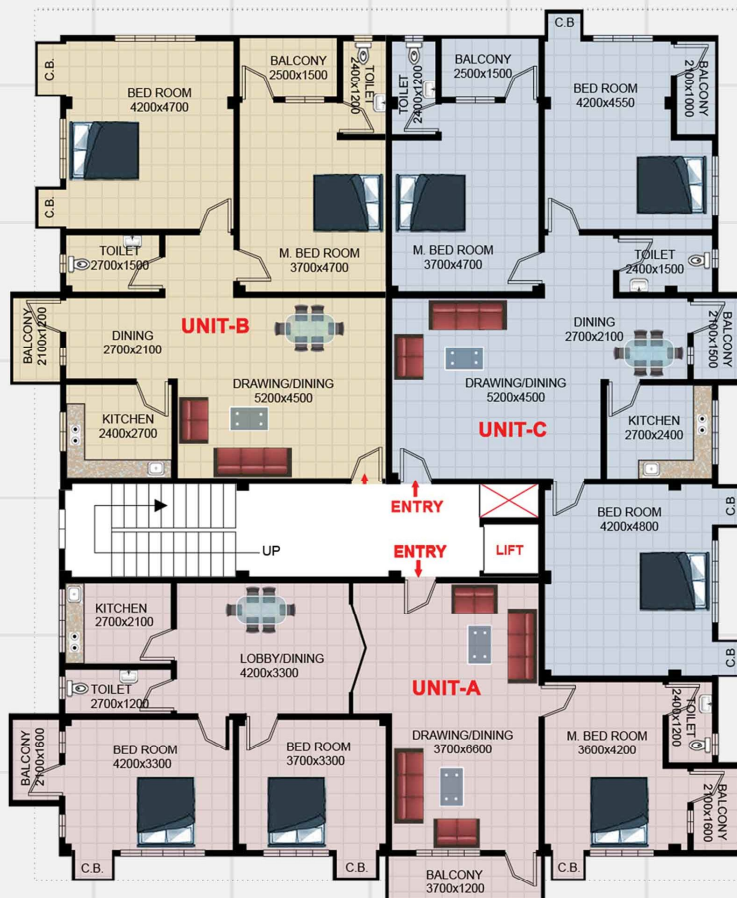 C.B
C.B.
BED ROOM
4200x4700
BALCONY
2500x1500
TOILET
2400x1200
TOILET
2400x1200
BALCONY
2500x1500
BED ROOM
4200x4550
BALCONY
2100x1000
C.B.
TOILET
2700x1500
M. BED ROOM
3700x4700
M. BED ROOM
3700x4700
TOILET
2400x1500
BALCONY
2100x1200
DINING
2700x2100
UNIT-B
DINING
2700x2100
BALCONY
2100x1500
DRAWING/DINING
5200x4500
DRAWING/DINING
5200x4500
KITCHEN
2400x2700
UNIT-C
KITCHEN
2700x2400
ENTRY
BED ROOM
4200x4800
C.B
UP
ENTRY
LIFT
KITCHEN
2700x2100
LOBBY/DINING
4200x3300
C.B
TOILET
2700x1200
UNIT-A
TOILET
2400x1200
BALCONY
2100x1600
BED ROOM
4200x3300
BED ROOM
3700x3300
DRAWING/DINING
3700x6600
M. BED ROOM
3600x4200
BALCONY
2100x1600
C.B.
C.B.
C.B
BALCONY
3700x1200